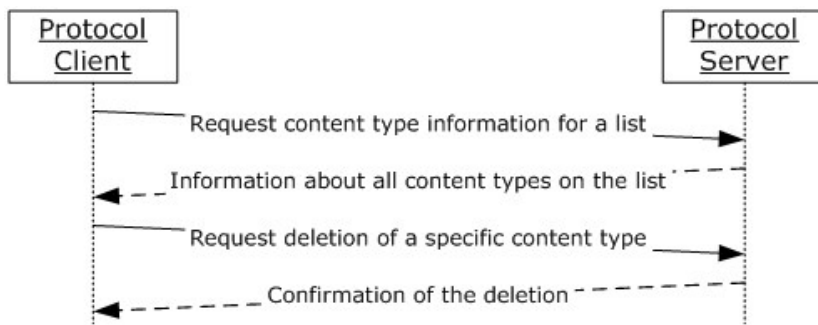 Protocol
Client
Protocol
Server
Request content type information for a list
Information about all content types on the list
Request deletion of a specific content type
Confirmation of the deletion